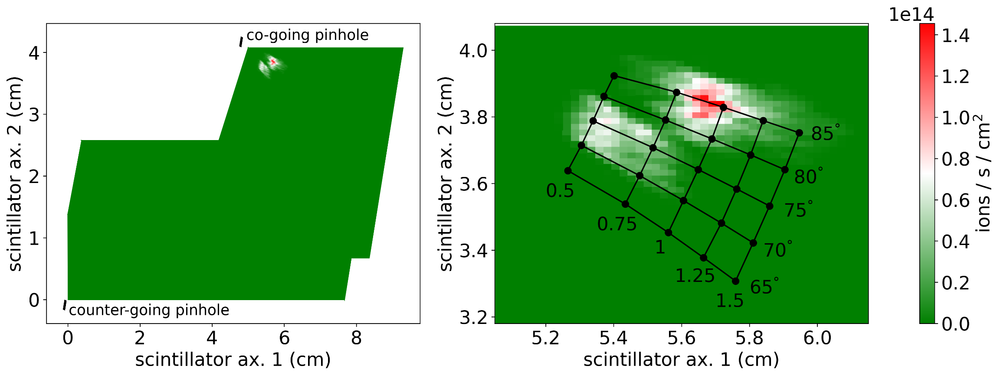 co-going pinhole
counter-going pinhole
4
3
2
1
0
scintillator ax. 2 (cm)
0 2 4 6 8
scintillator ax. 1 (cm)
4.0
3.8
3.6
3.4
3.2
scintillator ax. 2 (cm)
5.2 5.4 5.6 5.8 6.0
scintillator ax. 1 (cm)
85°
80°
75°
70°
65°
0.5
0.75
1
1.25
1.5
1e14
1.4
1.2
1.0
0.8
0.6
0.4
0.2
0.0
ions / s / cm²